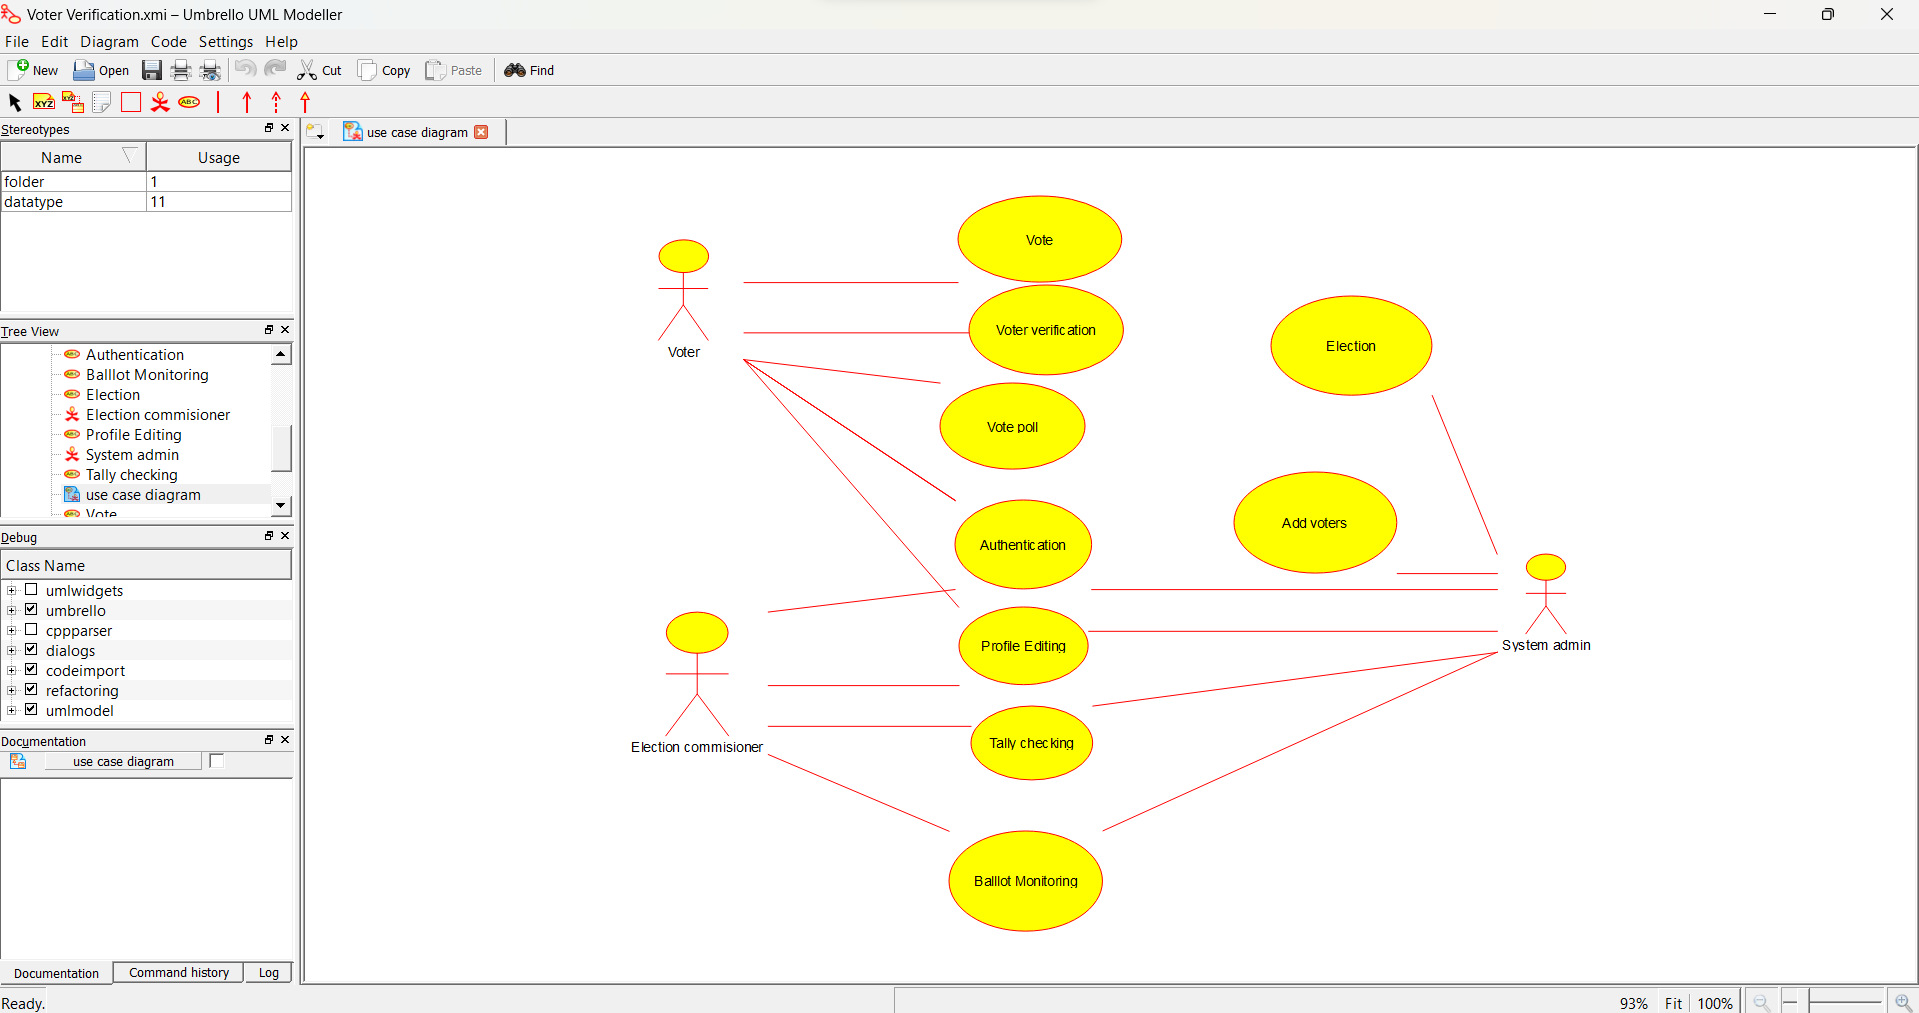 Voter Verification.xmi – Umbrello UML Modeller
File Edit Diagram Code Settings Help
New Open Cut Copy Paste Find
XYZ XYZ ABC
Stereotypes
use case diagram
Name Usage
folder 1
datatype 11
Tree View
Authentication
Balllot Monitoring
Election
Election commisioner
Profile Editing
System admin
Tally checking
use case diagram
Vote
Debug
Class Name
umlwidgets
umbrello
cppparser
dialogs
codeimport
refactoring
umlmodel
Documentation
use case diagram
Documentation Command history Log
Ready.
93% Fit 100%
Vote
Voter
Voter verification
Election
Vote poll
Add voters
Authentication
Profile Editing
System admin
Election commisioner
Tally checking
Balllot Monitoring